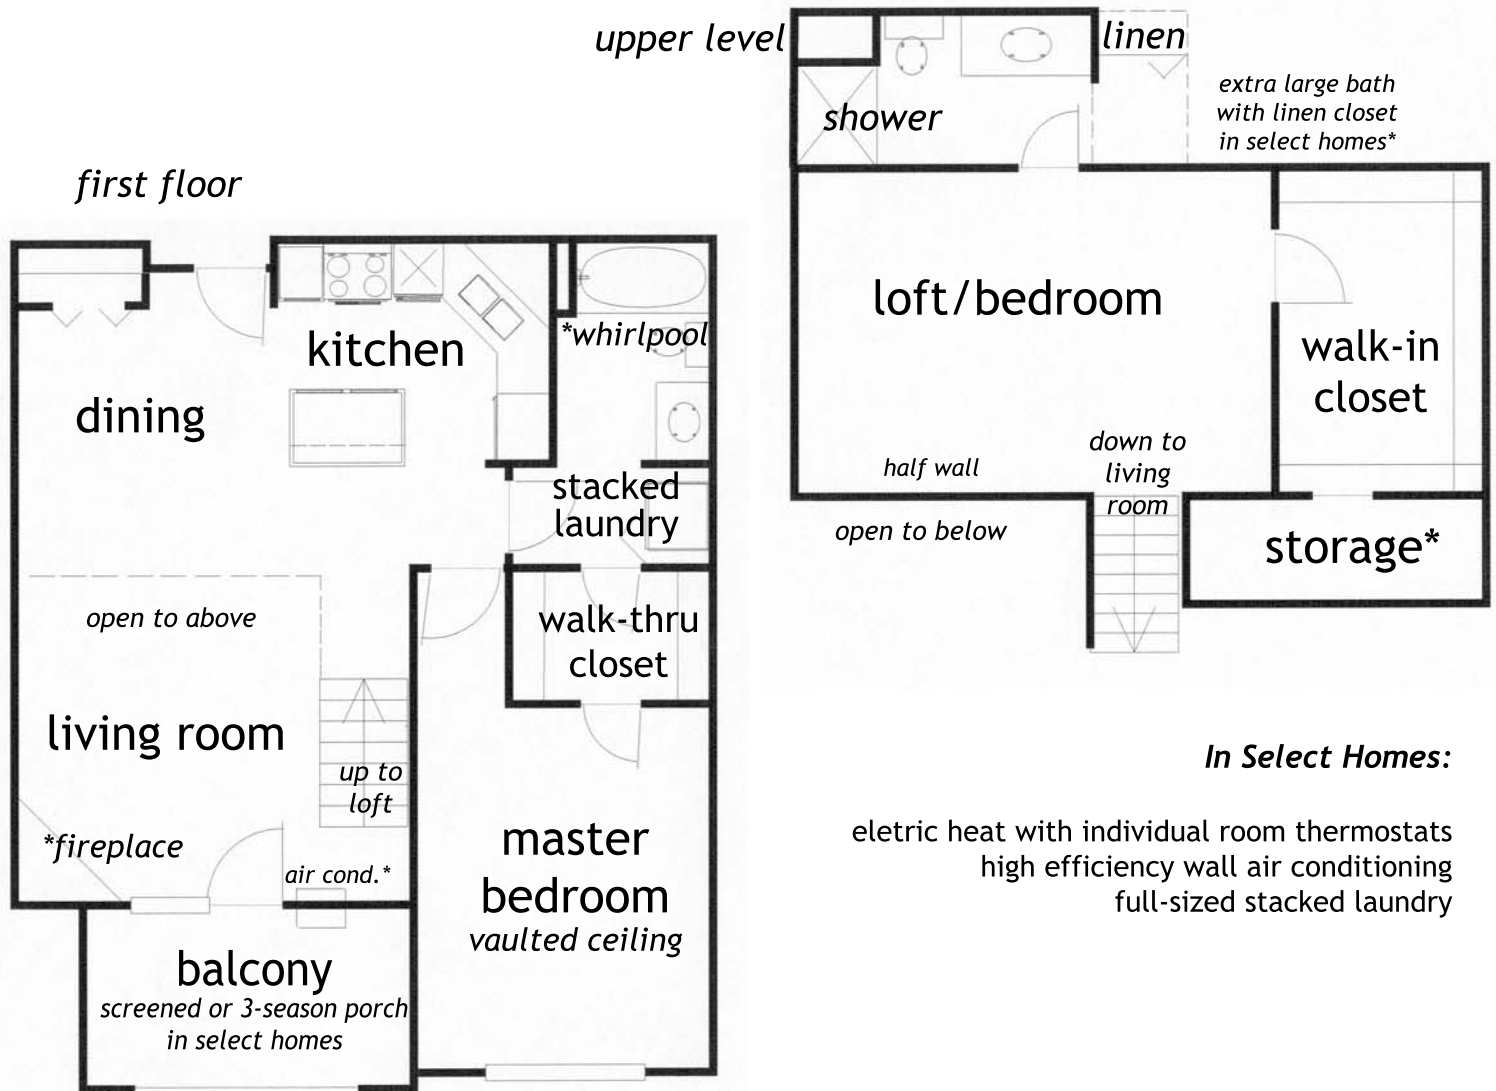 upper level
linen
extra large bath
with linen closet
in select homes*
shower
first floor
loft/bedroom
kitchen
*whirlpool
walk-in
closet
dining
down to
living
room
half wall
stacked
laundry
open to below
storage*
open to above
walk-thru
closet
living room
up to
loft
In Select Homes:
*fireplace
air cond.*
master
bedroom
vaulted ceiling
eletric heat with individual room thermostats
high efficiency wall air conditioning
full-sized stacked laundry
balcony
screened or 3-season porch
in select homes